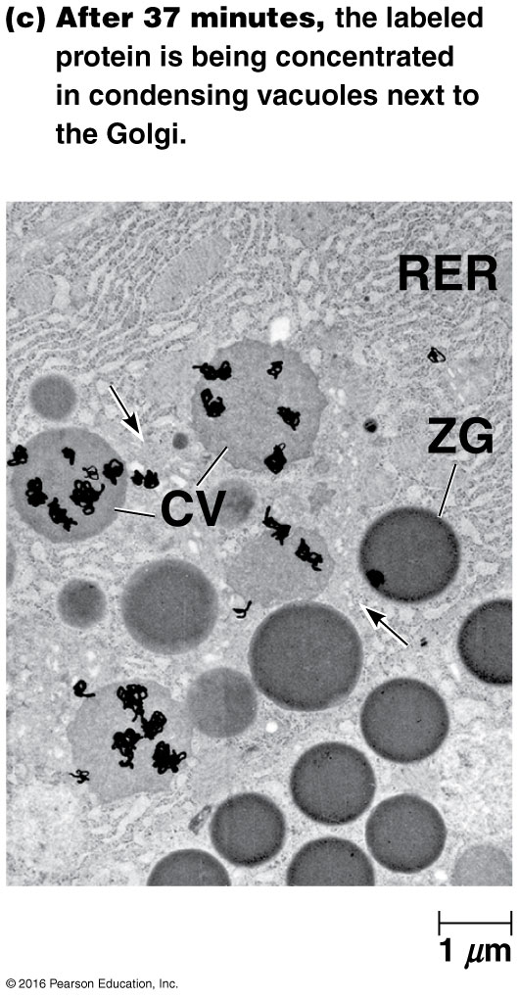 (c) After 37 minutes, the labeled
protein is being concentrated
in condensing vacuoles next to
the Golgi.
RER
ZG
CV
1 μm
© 2016 Pearson Education, Inc.